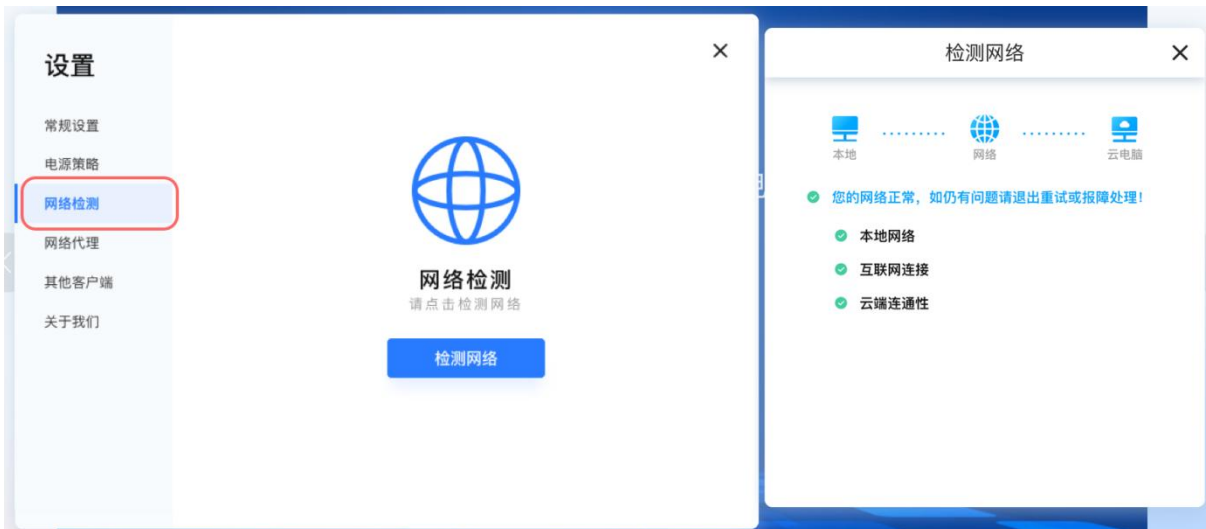 设置
常规设置
电源策略
网络检测
网络代理
其他客户端
关于我们
网络检测
请点击检测网络
检测网络
检测网络
本地
网络
云电脑
您的网络正常，如仍有问题请退出重试或报障处理！
本地网络
互联网连接
云端连通性